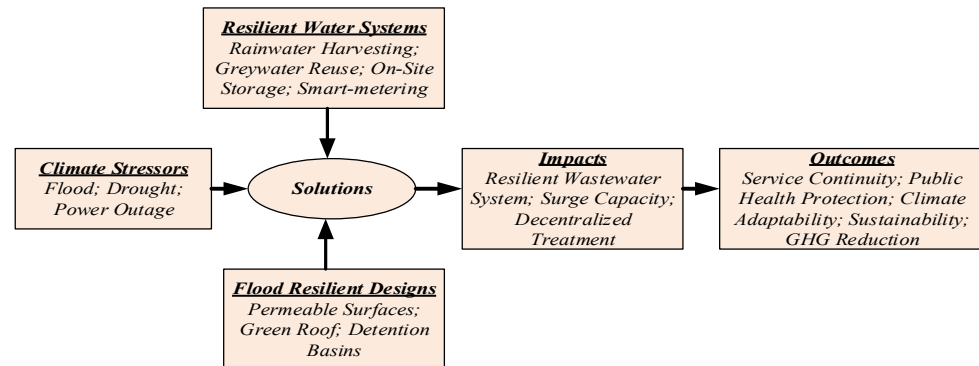 Resilient Water Systems
Rainwater Harvesting;
Greywater Reuse; On-Site
Storage; Smart-metering
Climate Stressors
Flood; Drought;
Power Outage
Solutions
Impacts
Resilient Wastewater
System; Surge Capacity;
Decentralized
Treatment
Outcomes
Service Continuity; Public
Health Protection; Climate
Adaptability; Sustainability;
GHG Reduction
Flood Resilient Designs
Permeable Surfaces;
Green Roof; Detention
Basins